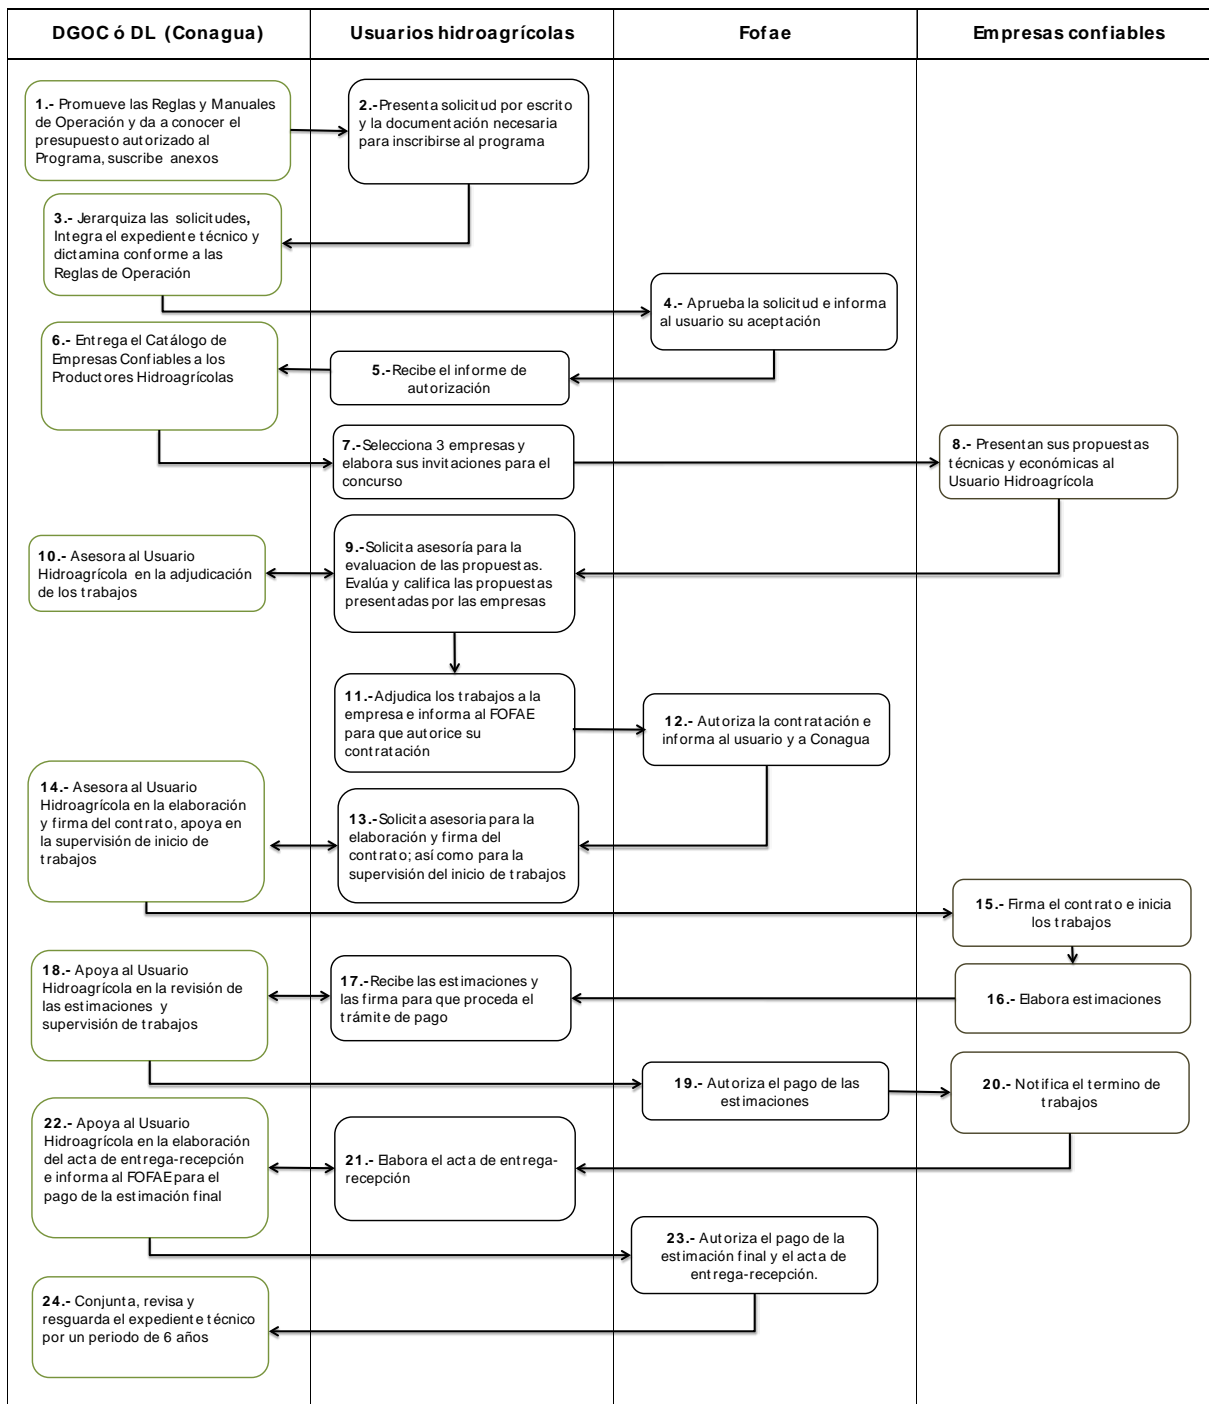 DGOC ó DL (Conagua)
Usuarios hidroagrícolas
Fofae
Empresas confiables
1.- Promueve las Reglas y Manuales
de Operación y da a conocer el
presupuesto autorizado al
Programa, suscribe anexos
2.-Presenta solicitud por escrito
y la documentación necesaria
para inscribirse al programa
3.- Jerarquiza las solicitudes,
Integra el expediente técnico y
dictamina conforme a las
Reglas de Operación
4.- Aprueba la solicitud e informa
al usuario su aceptación
6.- Entrega el Catálogo de
Empresas Confiables a los
Productores Hidroagrícolas
5.-Recibe el informe de
autorización
7.-Selecciona 3 empresas y
elabora sus invitaciones para el
concurso
8.- Presentan sus propuestas
técnicas y económicas al
Usuario Hidroagrícola
10.- Asesora al Usuario
Hidroagrícola en la adjudicación
de los trabajos
9.-Solicita asesoría para la
evaluacion de las propuestas.
Evalúa y califica las propuestas
presentadas por las empresas
11.-Adjudica los trabajos a la
empresa e informa al FOFAE
para que autorice su
contratación
12.- Autoriza la contratación e
informa al usuario y a Conagua
14.- Asesora al Usuario
Hidroagrícola en la elaboración
y firma del contrato, apoya en
la supervisión de inicio de
trabajos
13.-Solicita asesoria para la
elaboración y firma del
contrato; así como para la
supervisión del inicio de trabajos
15.- Firma el contrato e inicia
los trabajos
18.- Apoya al Usuario
Hidroagrícola en la revisión de
las estimaciones y
supervisión de trabajos
17.-Recibe las estimaciones y
las firma para que proceda el
trámite de pago
16.- Elabora estimaciones
19.- Autoriza el pago de las
estimaciones
20.- Notifica el termino de
trabajos
22.- Apoya al Usuario
Hidroagrícola en la elaboración
del acta de entrega-recepción
e informa al FOFAE para el
pago de la estimación final
21.- Elabora el acta de entrega-
recepción
23.- Autoriza el pago de la
estimación final y el acta de
entrega-recepción.
24.- Conjunta, revisa y
resguarda el expediente técnico
por un periodo de 6 años